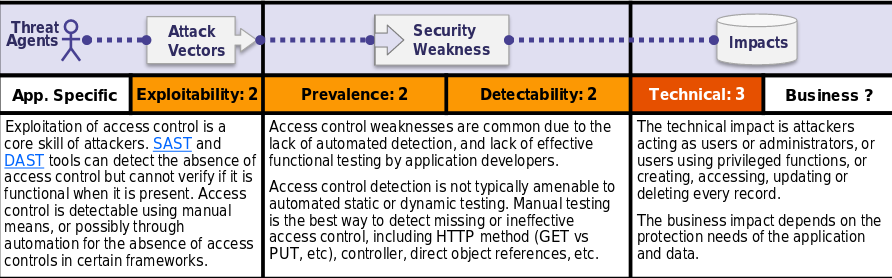 Threat
Agents
Attack
Vectors
Security
Weakness
Impacts
App. Specific
Exploitability: 2
Prevalence: 2
Detectability: 2
Technical: 3
Business ?
Exploitation of access control is a
core skill of attackers. SAST and
DAST tools can detect the absence of
access control but cannot verify if it is
functional when it is present. Access
control is detectable using manual
means, or possibly through
automation for the absence of access
controls in certain frameworks.
Access control weaknesses are common due to the
lack of automated detection, and lack of effective
functional testing by application developers.
Access control detection is not typically amenable to
automated static or dynamic testing. Manual testing
is the best way to detect missing or ineffective
access control, including HTTP method (GET vs
PUT, etc), controller, direct object references, etc.
The technical impact is attackers
acting as users or administrators, or
users using privileged functions, or
creating, accessing, updating or
deleting every record.
The business impact depends on the
protection needs of the application
and data.